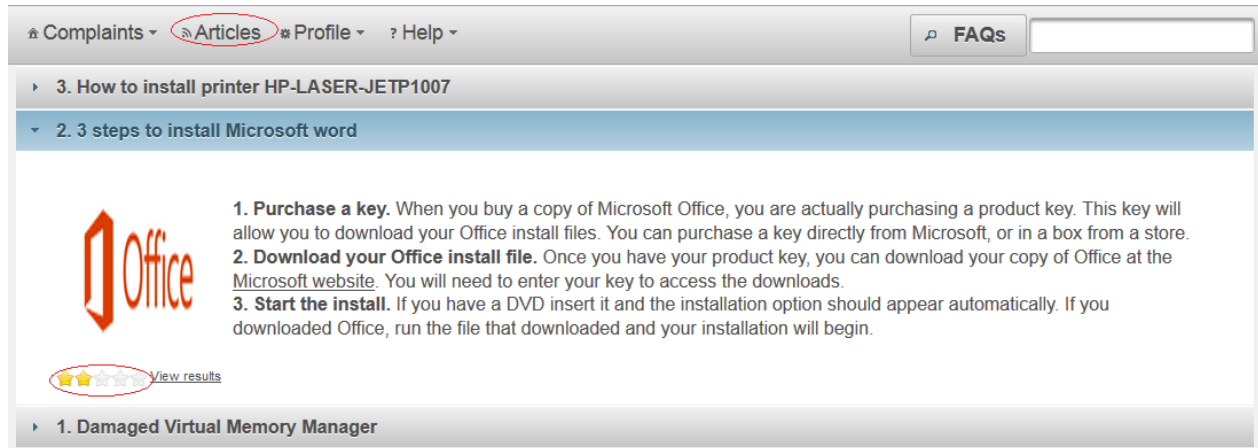 Complaints Articles Profile ? Help FAQs
3. How to install printer HP-LASER-JETP1007
2. 3 steps to install Microsoft word
1. Purchase a key. When you buy a copy of Microsoft Office, you are actually purchasing a product key. This key will
allow you to download your Office install files. You can purchase a key directly from Microsoft, or in a box from a store.
2. Download your Office install file. Once you have your product key, you can download your copy of Office at the
Microsoft website. You will need to enter your key to access the downloads.
3. Start the install. If you have a DVD insert it and the installation option should appear automatically. If you
downloaded Office, run the file that downloaded and your installation will begin.
Office
View results
1. Damaged Virtual Memory Manager